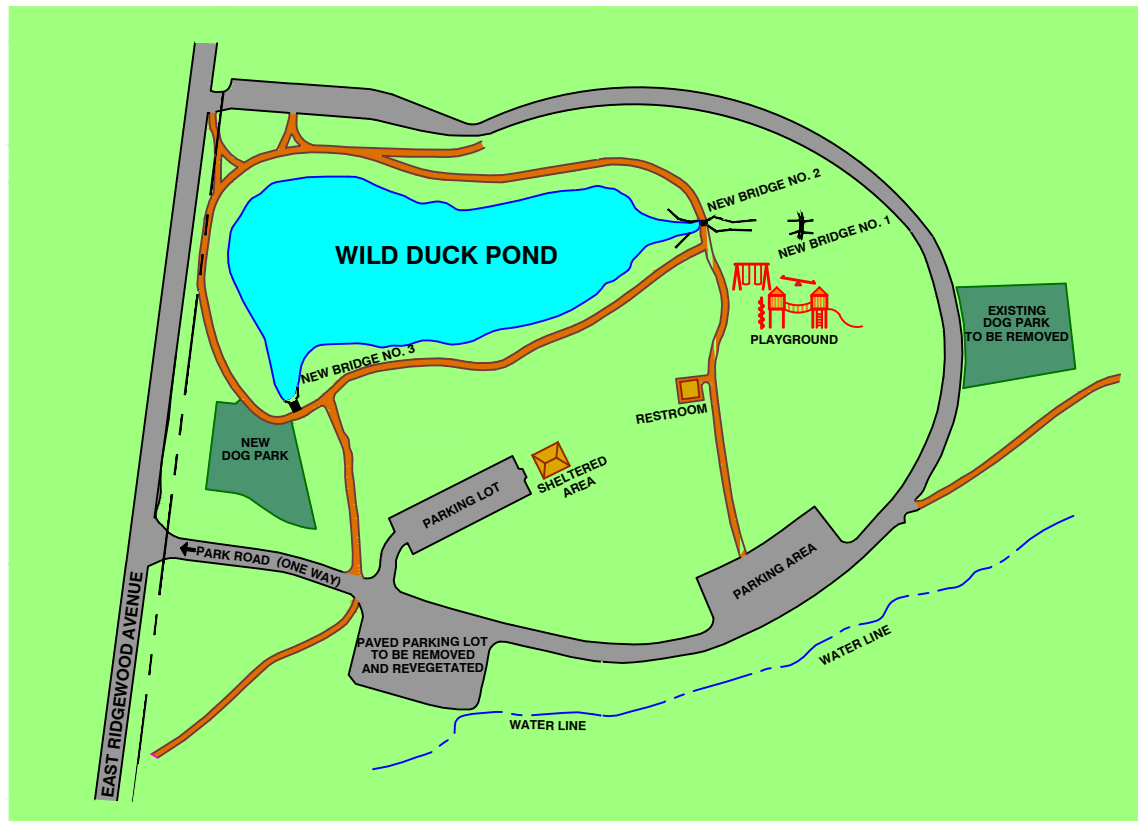 NEW BRIDGE NO. 2
NEW BRIDGE NO. 1
WILD DUCK POND
PLAYGROUND
EXISTING
DOG PARK
TO BE REMOVED
NEW BRIDGE NO. 3
RESTROOM
NEW
DOG PARK
SHELTERED
AREA
PARKING LOT
PARK ROAD (ONE WAY)
PARKING AREA
EAST RIDGEWOOD AVENUE
PAVED PARKING LOT
TO BE REMOVED
AND REVEGETATED
WATER LINE
WATER LINE